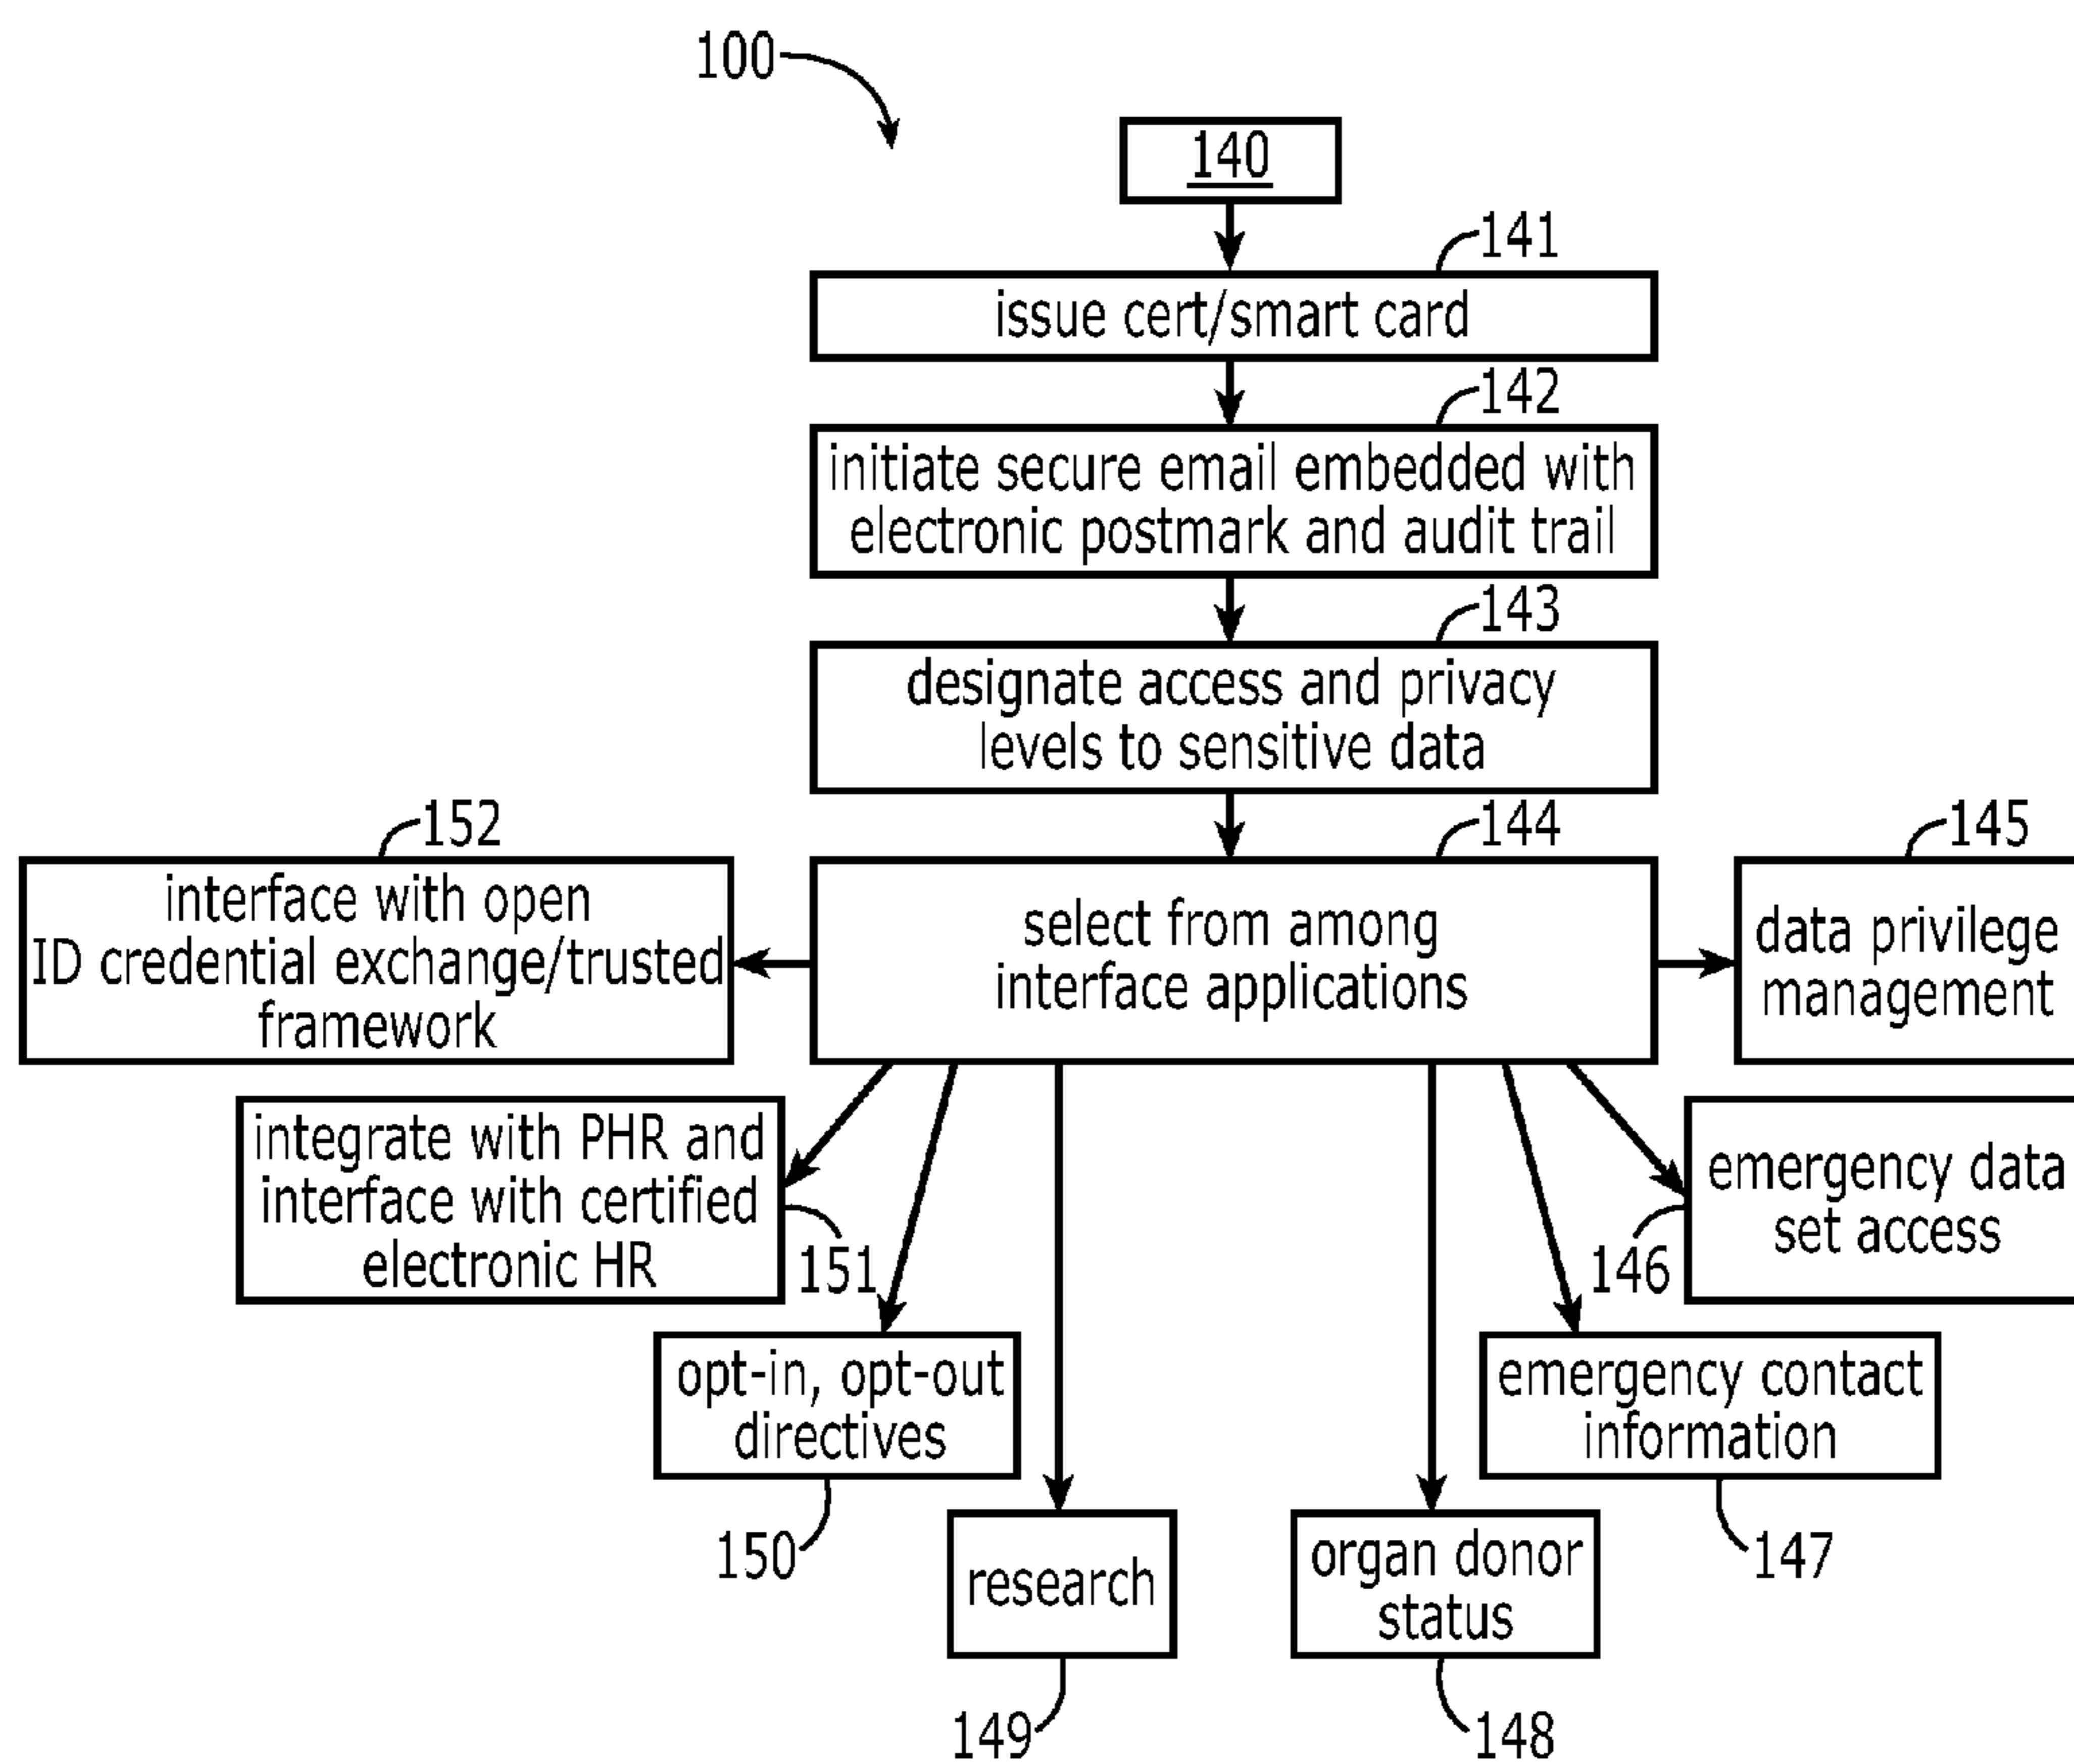 100
140
141
issue cert/smart card
142
initiate secure email embedded with
electronic postmark and audit trail
143
designate access and privacy
levels to sensitive data
152
144
145
interface with open
ID credential exchange/trusted
framework
select from among
interface applications
data privilege
management
integrate with PHR and
interface with certified
electronic HR
151
146
emergency data
set access
opt-in, opt-out
directives
150
emergency contact
information
147
research
149
organ donor
status
148